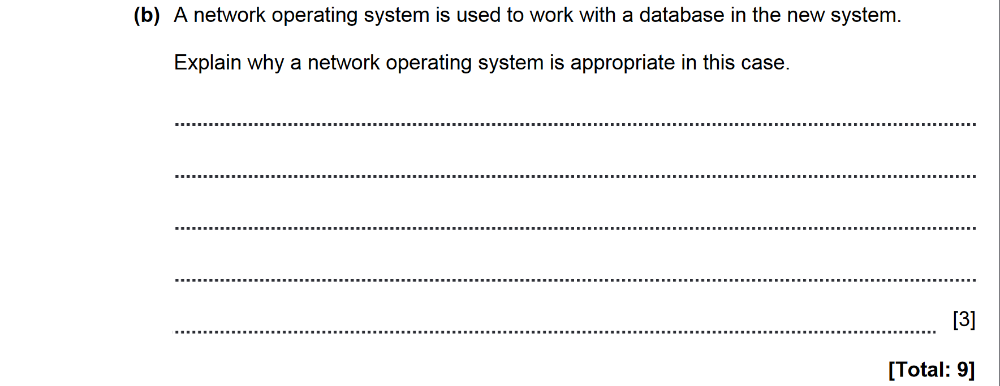 (b) A network operating system is used to work with a database in the new system.
Explain why a network operating system is appropriate in this case.
[3]
[Total: 9]